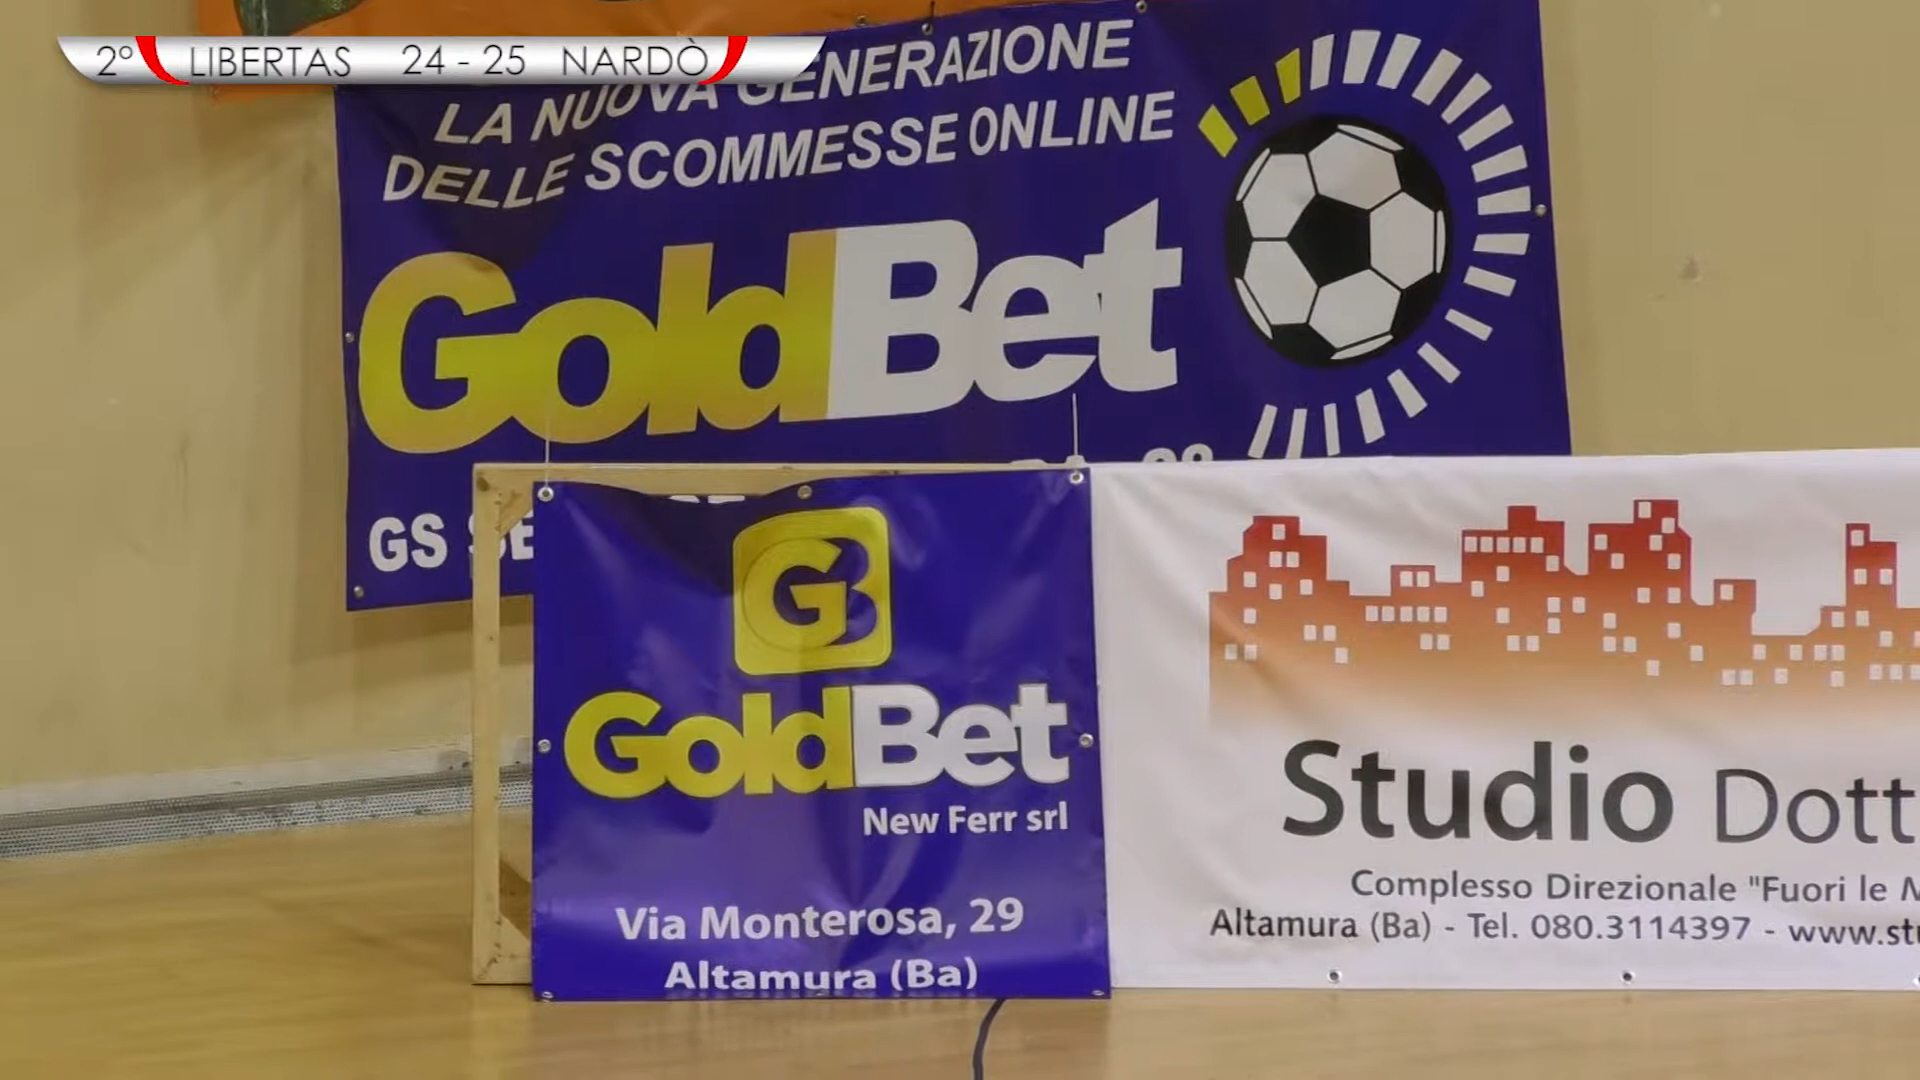 2° LIBERTAS 24 - 25 NARDÒ
LA NUOVA GENERAZIONE
DELLE SCOMMESSE ONLINE
GoldBet
GS
GB
GoldBet
New Ferr srl
Via Monterosa, 29
Altamura (Ba)
Studio Dott
Complesso Direzionale "Fuori le
Altamura (Ba) - Tel. 080.3114397 - www.